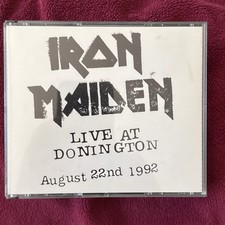 IRON
MAIDEN
LIVE AT
DONINGTON
August 22nd 1992